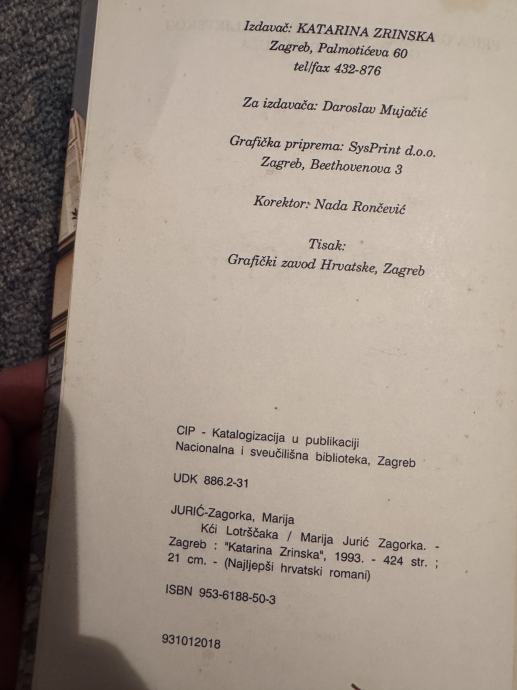 Izdavač: KATARINA ZRINSKA
Zagreb, Palmotićeva 60
tel/fax 432-876
Za izdavača: Daroslav Mujačić
Grafička priprema: SysPrint d.o.o.
Zagreb, Beethovenova 3
Korektor: Nada Rončević
Tisak:
Grafički zavod Hrvatske, Zagreb
CIP - Katalogizacija u publikaciji
Nacionalna i sveučilišna biblioteka, Zagreb
UDK 886.2-31
JURIĆ-Zagorka, Marija
Kći Lotrščaka / Marija Jurić Zagorka. -
Zagreb : "Katarina Zrinska", 1993. - 424 str. ;
21 cm. - (Najljepši hrvatski romani)
ISBN 953-6188-50-3
931012018